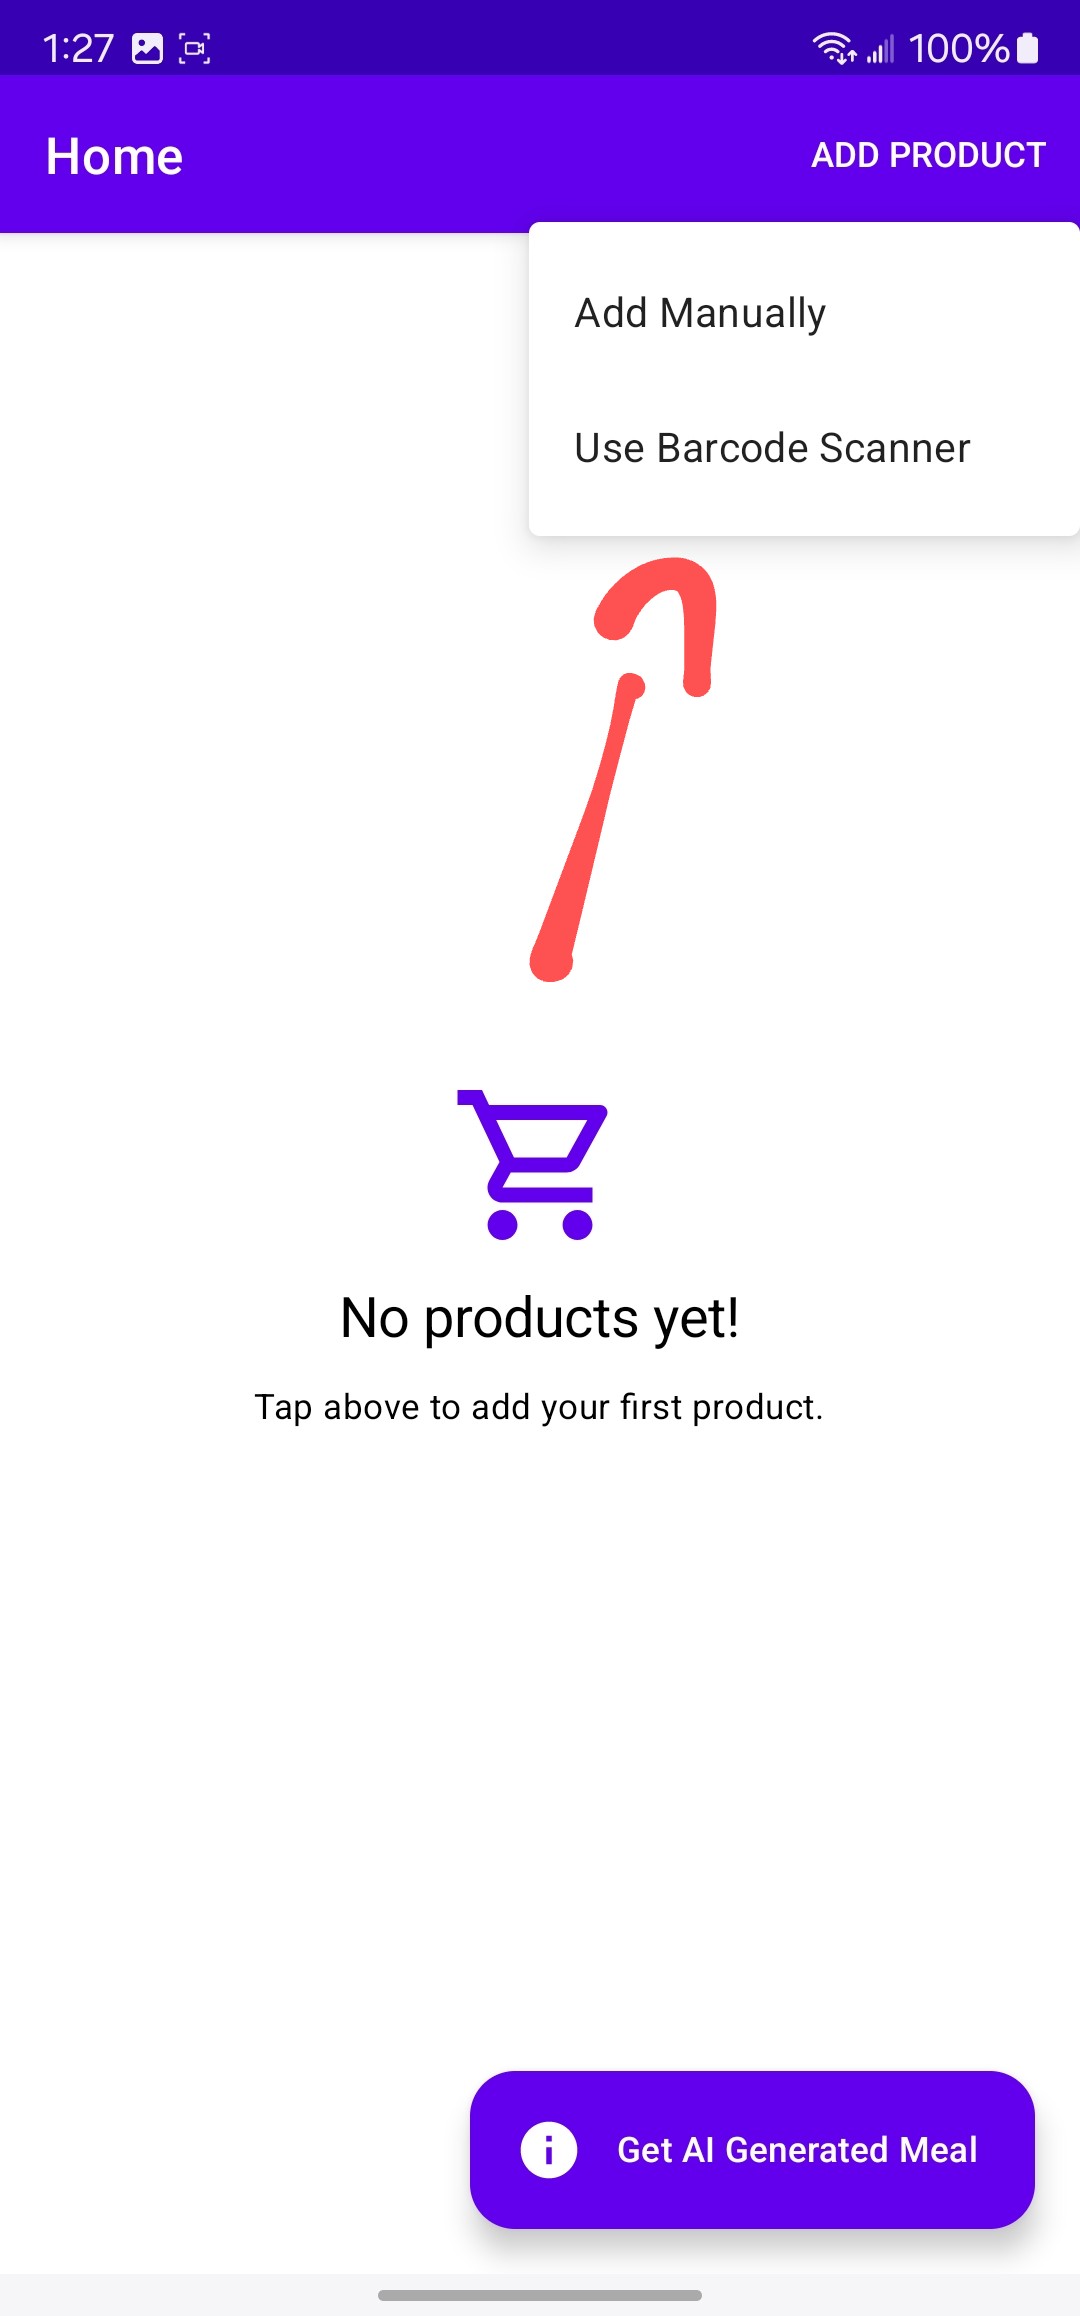 1:27 100%
Home ADD PRODUCT
Add Manually
Use Barcode Scanner
No products yet!
Tap above to add your first product.
Get AI Generated Meal